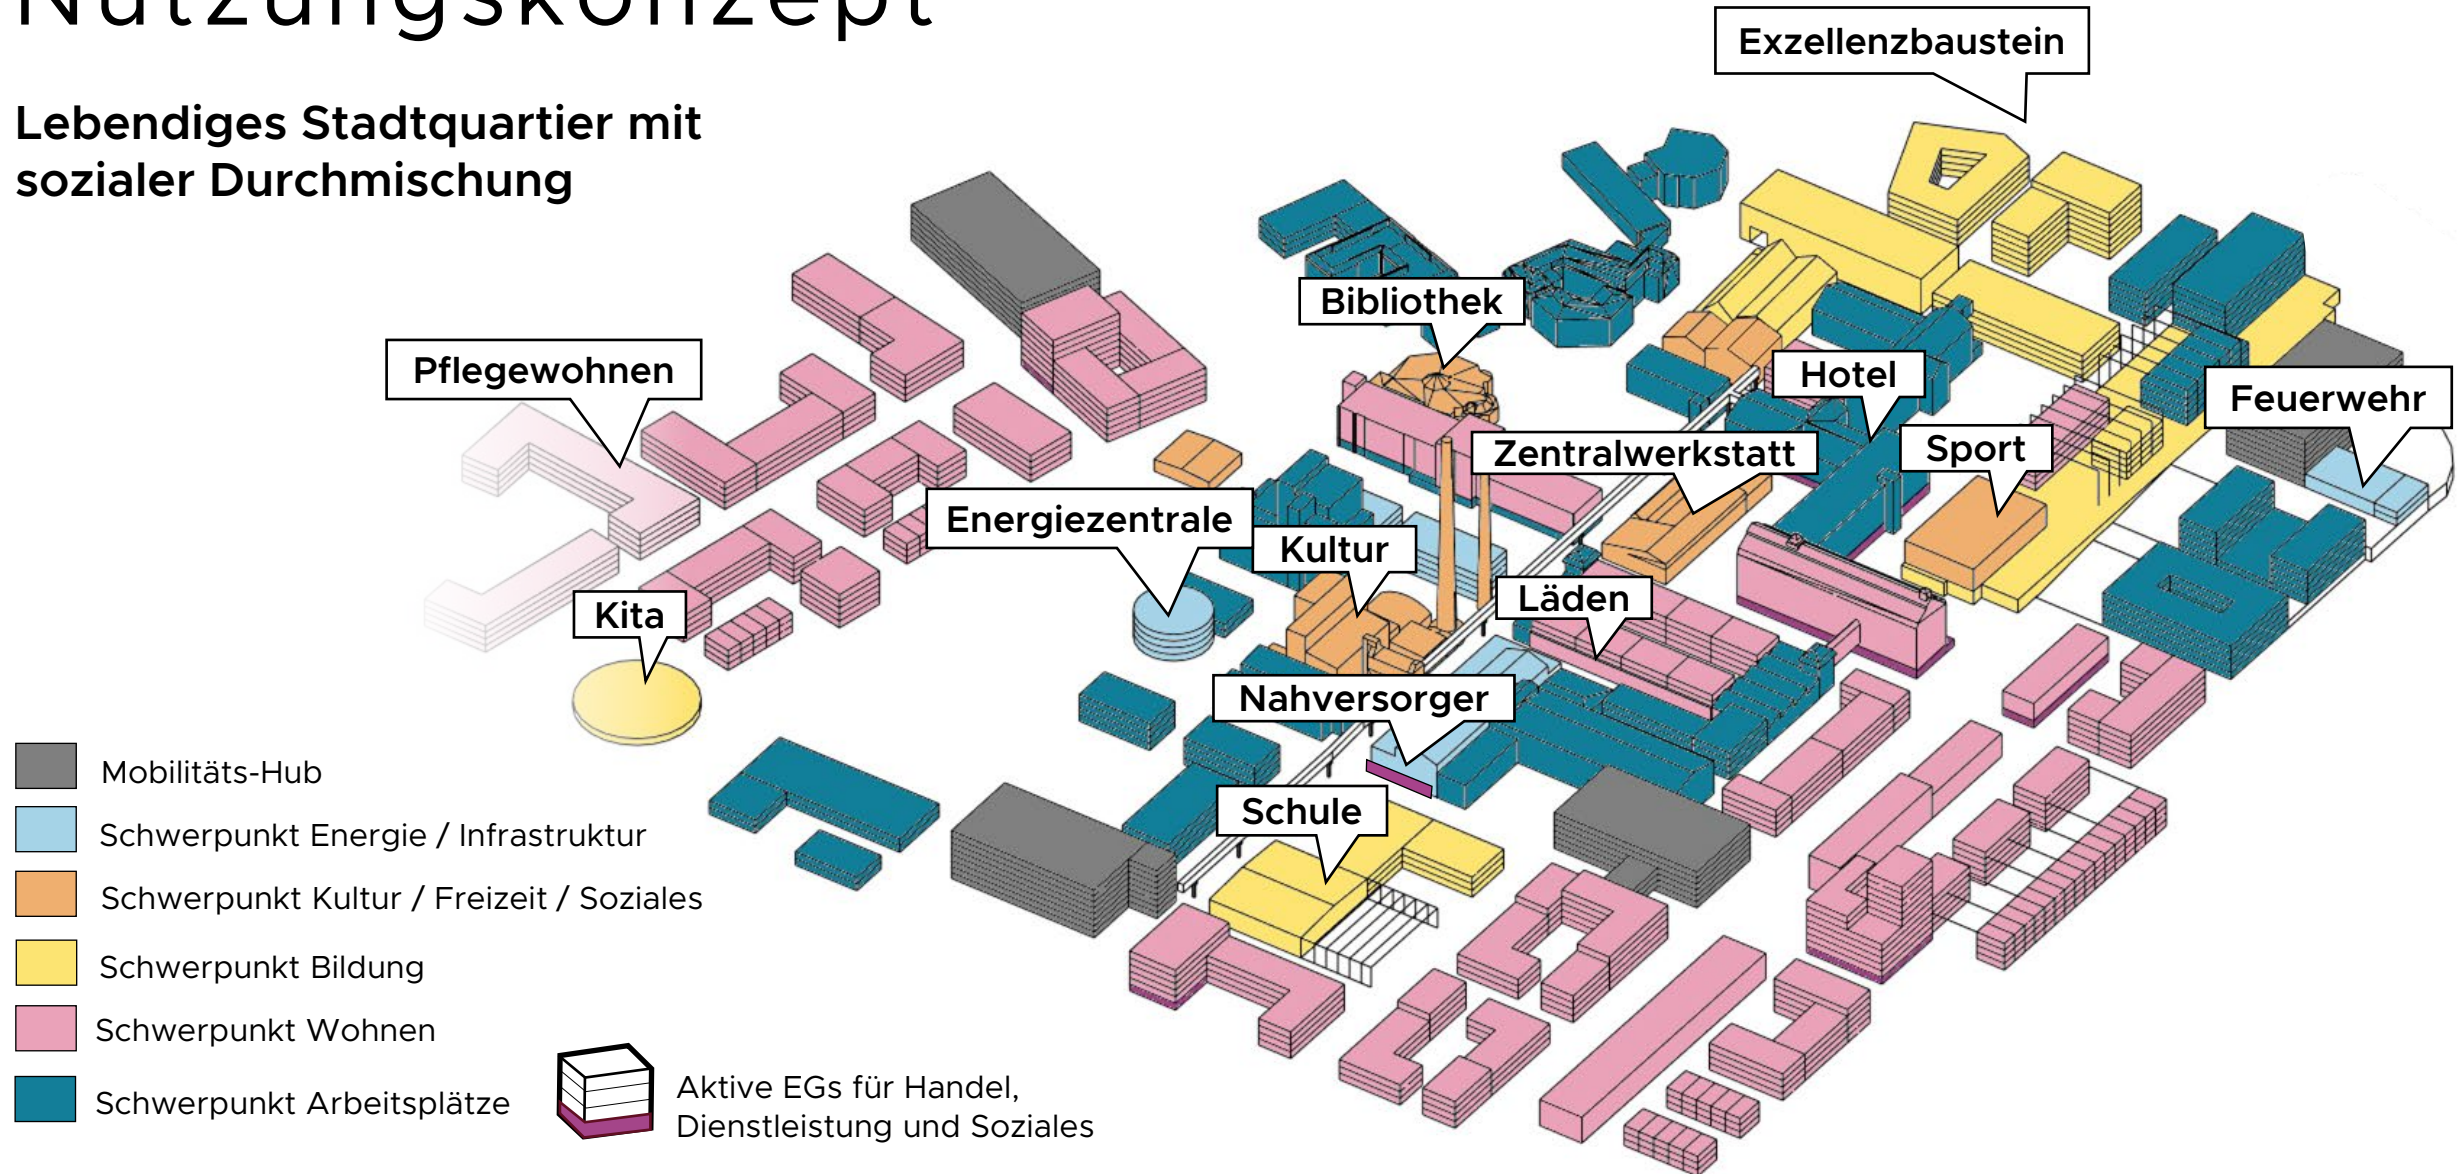 Nutzungskonzept
Lebendiges Stadtquartier mit
sozialer Durchmischung
Exzellenzbaustein
Bibliothek
Pflegewohnen
Hotel
Feuerwehr
Zentralwerkstatt
Sport
Energiezentrale
Kultur
Läden
Kita
Nahversorger
Schule
Mobilitäts-Hub
Schwerpunkt Energie / Infrastruktur
Schwerpunkt Kultur / Freizeit / Soziales
Schwerpunkt Bildung
Schwerpunkt Wohnen
Schwerpunkt Arbeitsplätze
Aktive EGs für Handel,
Dienstleistung und Soziales